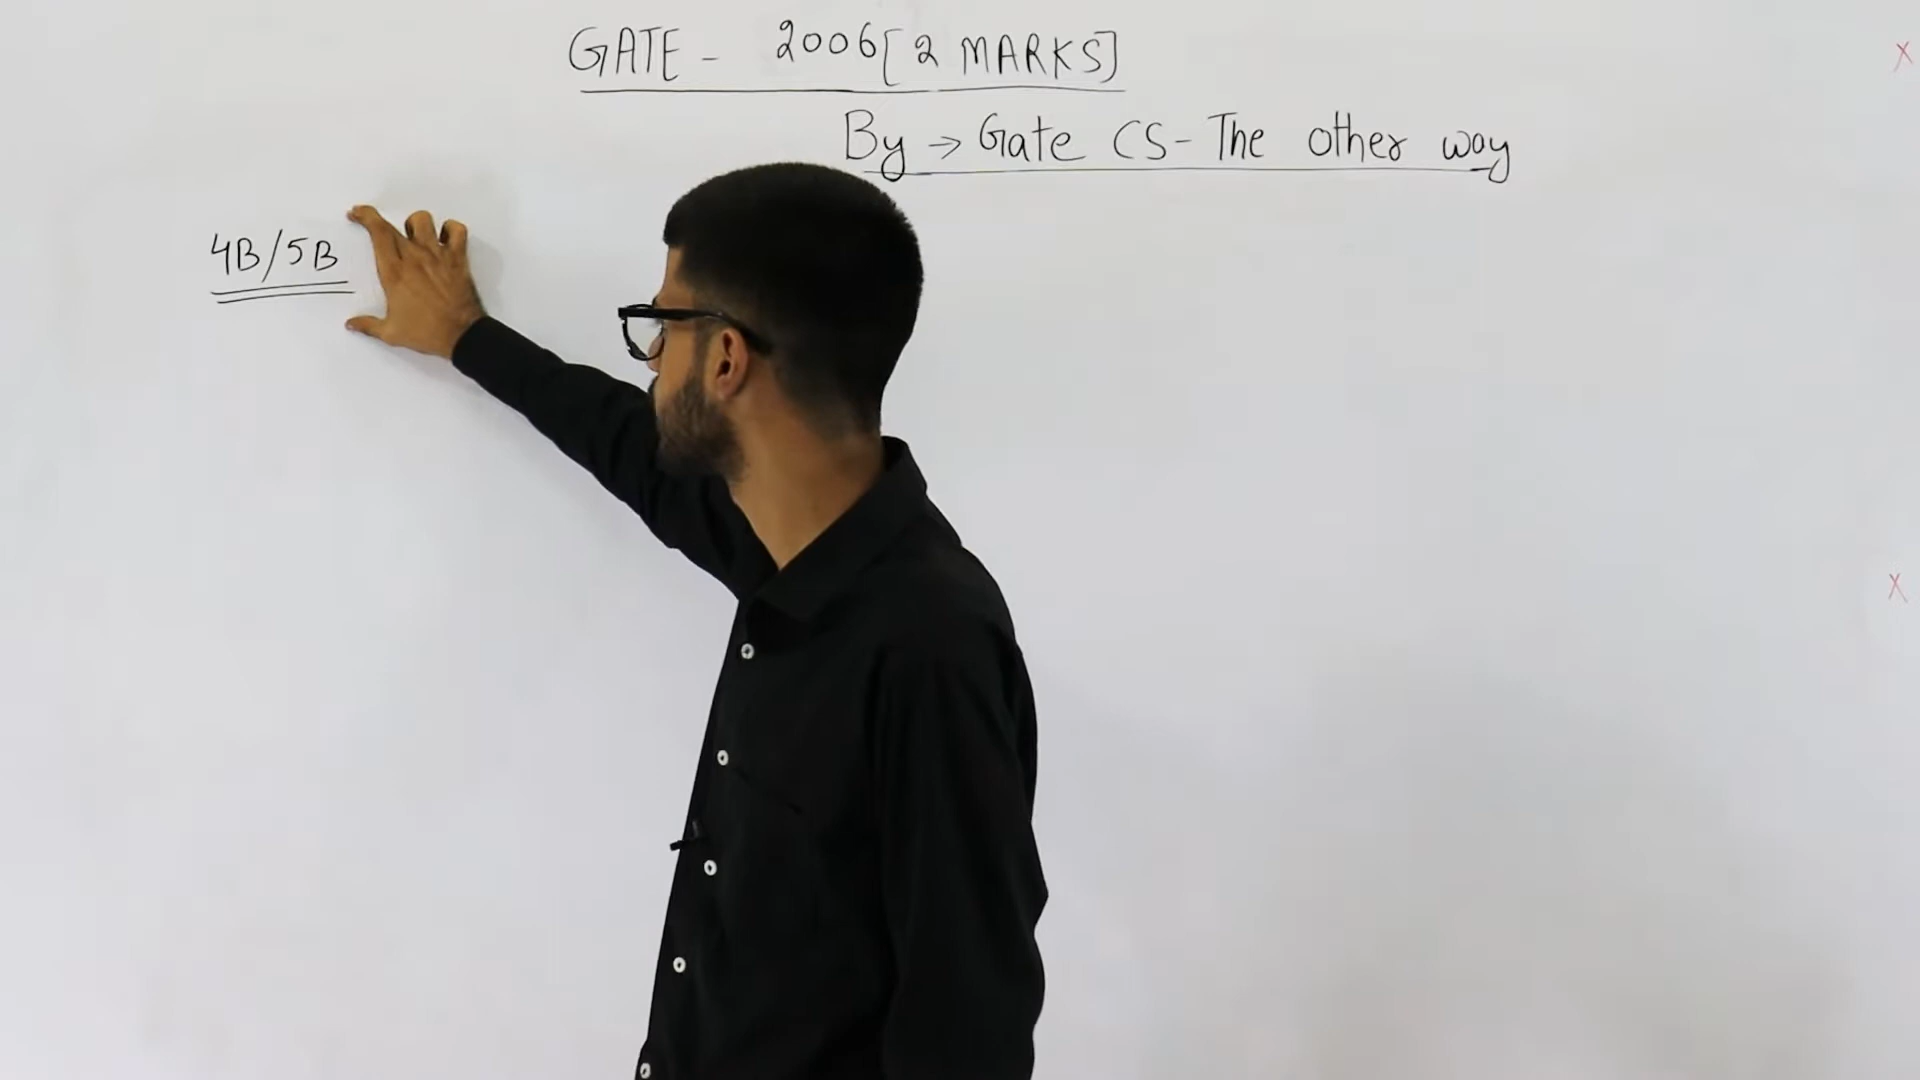 GATE - 2006 [2 MARKS]
By → Gate CS - The other way
4B/5B
X
X